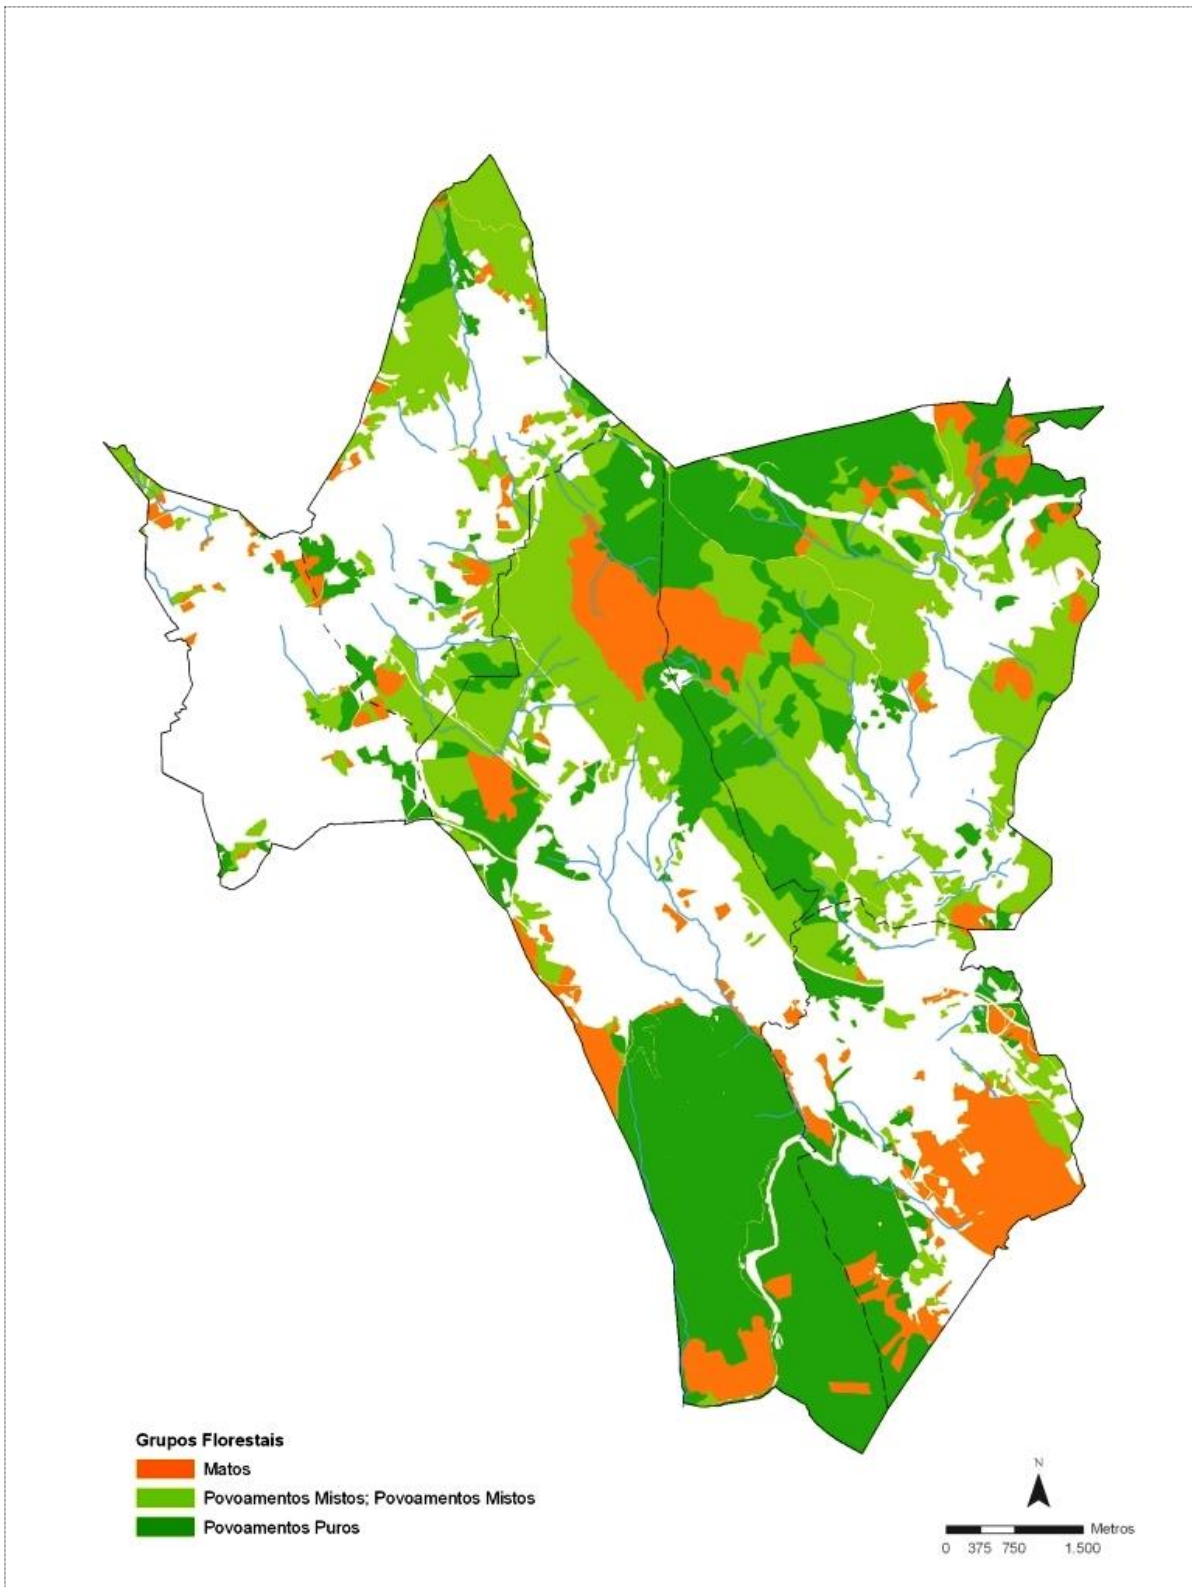 Grupos Florestais
Matos
Povoamentos Mistos; Povoamentos Mistos
Povoamentos Puros
N
Metros
0 375 750 1.500